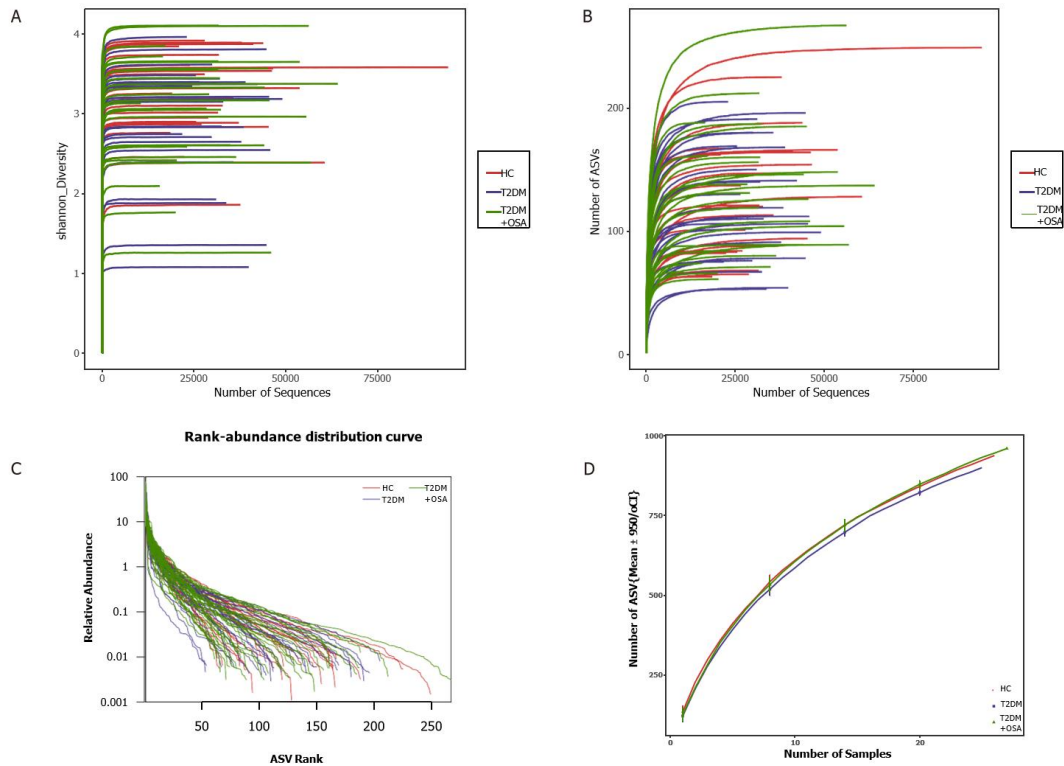 A
shannon_Diversity
4
3
2
1
0
0
25000
50000
75000
Number of Sequences
HC
T2DM
T2DM
+OSA
B
Number of ASVs
200
100
0
0
25000
50000
75000
Number of Sequences
HC
T2DM
T2DM
+OSA
Rank-abundance distribution curve
C
Relative Abundance
100
10
1
0.1
0.01
0.001
50
100
150
200
250
ASV Rank
HC
T2DM
T2DM
+OSA
D
Number of ASV{Mean ± 950/oCI}
1000
750
500
250
0
10
20
Number of Samples
HC
T2DM
T2DM
+OSA